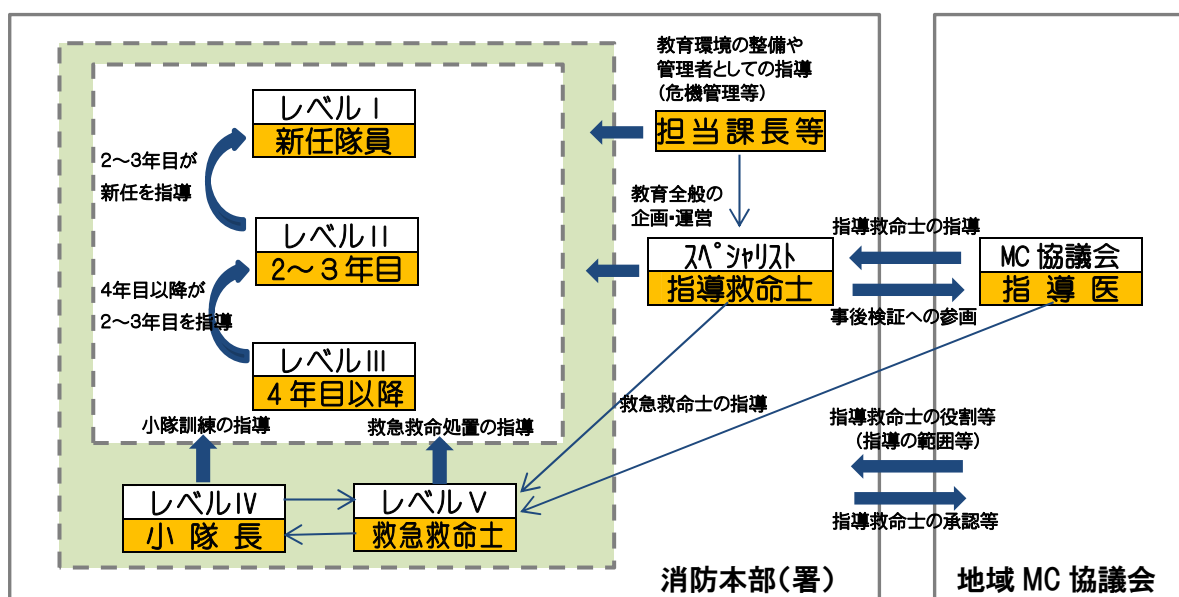 教育環境の整備や
管理者としての指導
(危機管理等)
担当課長等
レベルⅠ
新任隊員
2～3年目が
新任を指導
教育全般の
企画・運営
レベルⅡ
2～3年目
スペシャリスト
指導救命士
指導救命士の指導
MC協議会
指導医
事後検証への参画
4年目以降が
2～3年目を指導
レベルⅢ
4年目以降
小隊訓練の指導
救急救命処置の指導
救急救命士の指導
指導救命士の役割等
(指導の範囲等)
指導救命士の承認等
レベルⅣ
小隊長
レベルⅤ
救急救命士
消防本部(署)
地域MC協議会